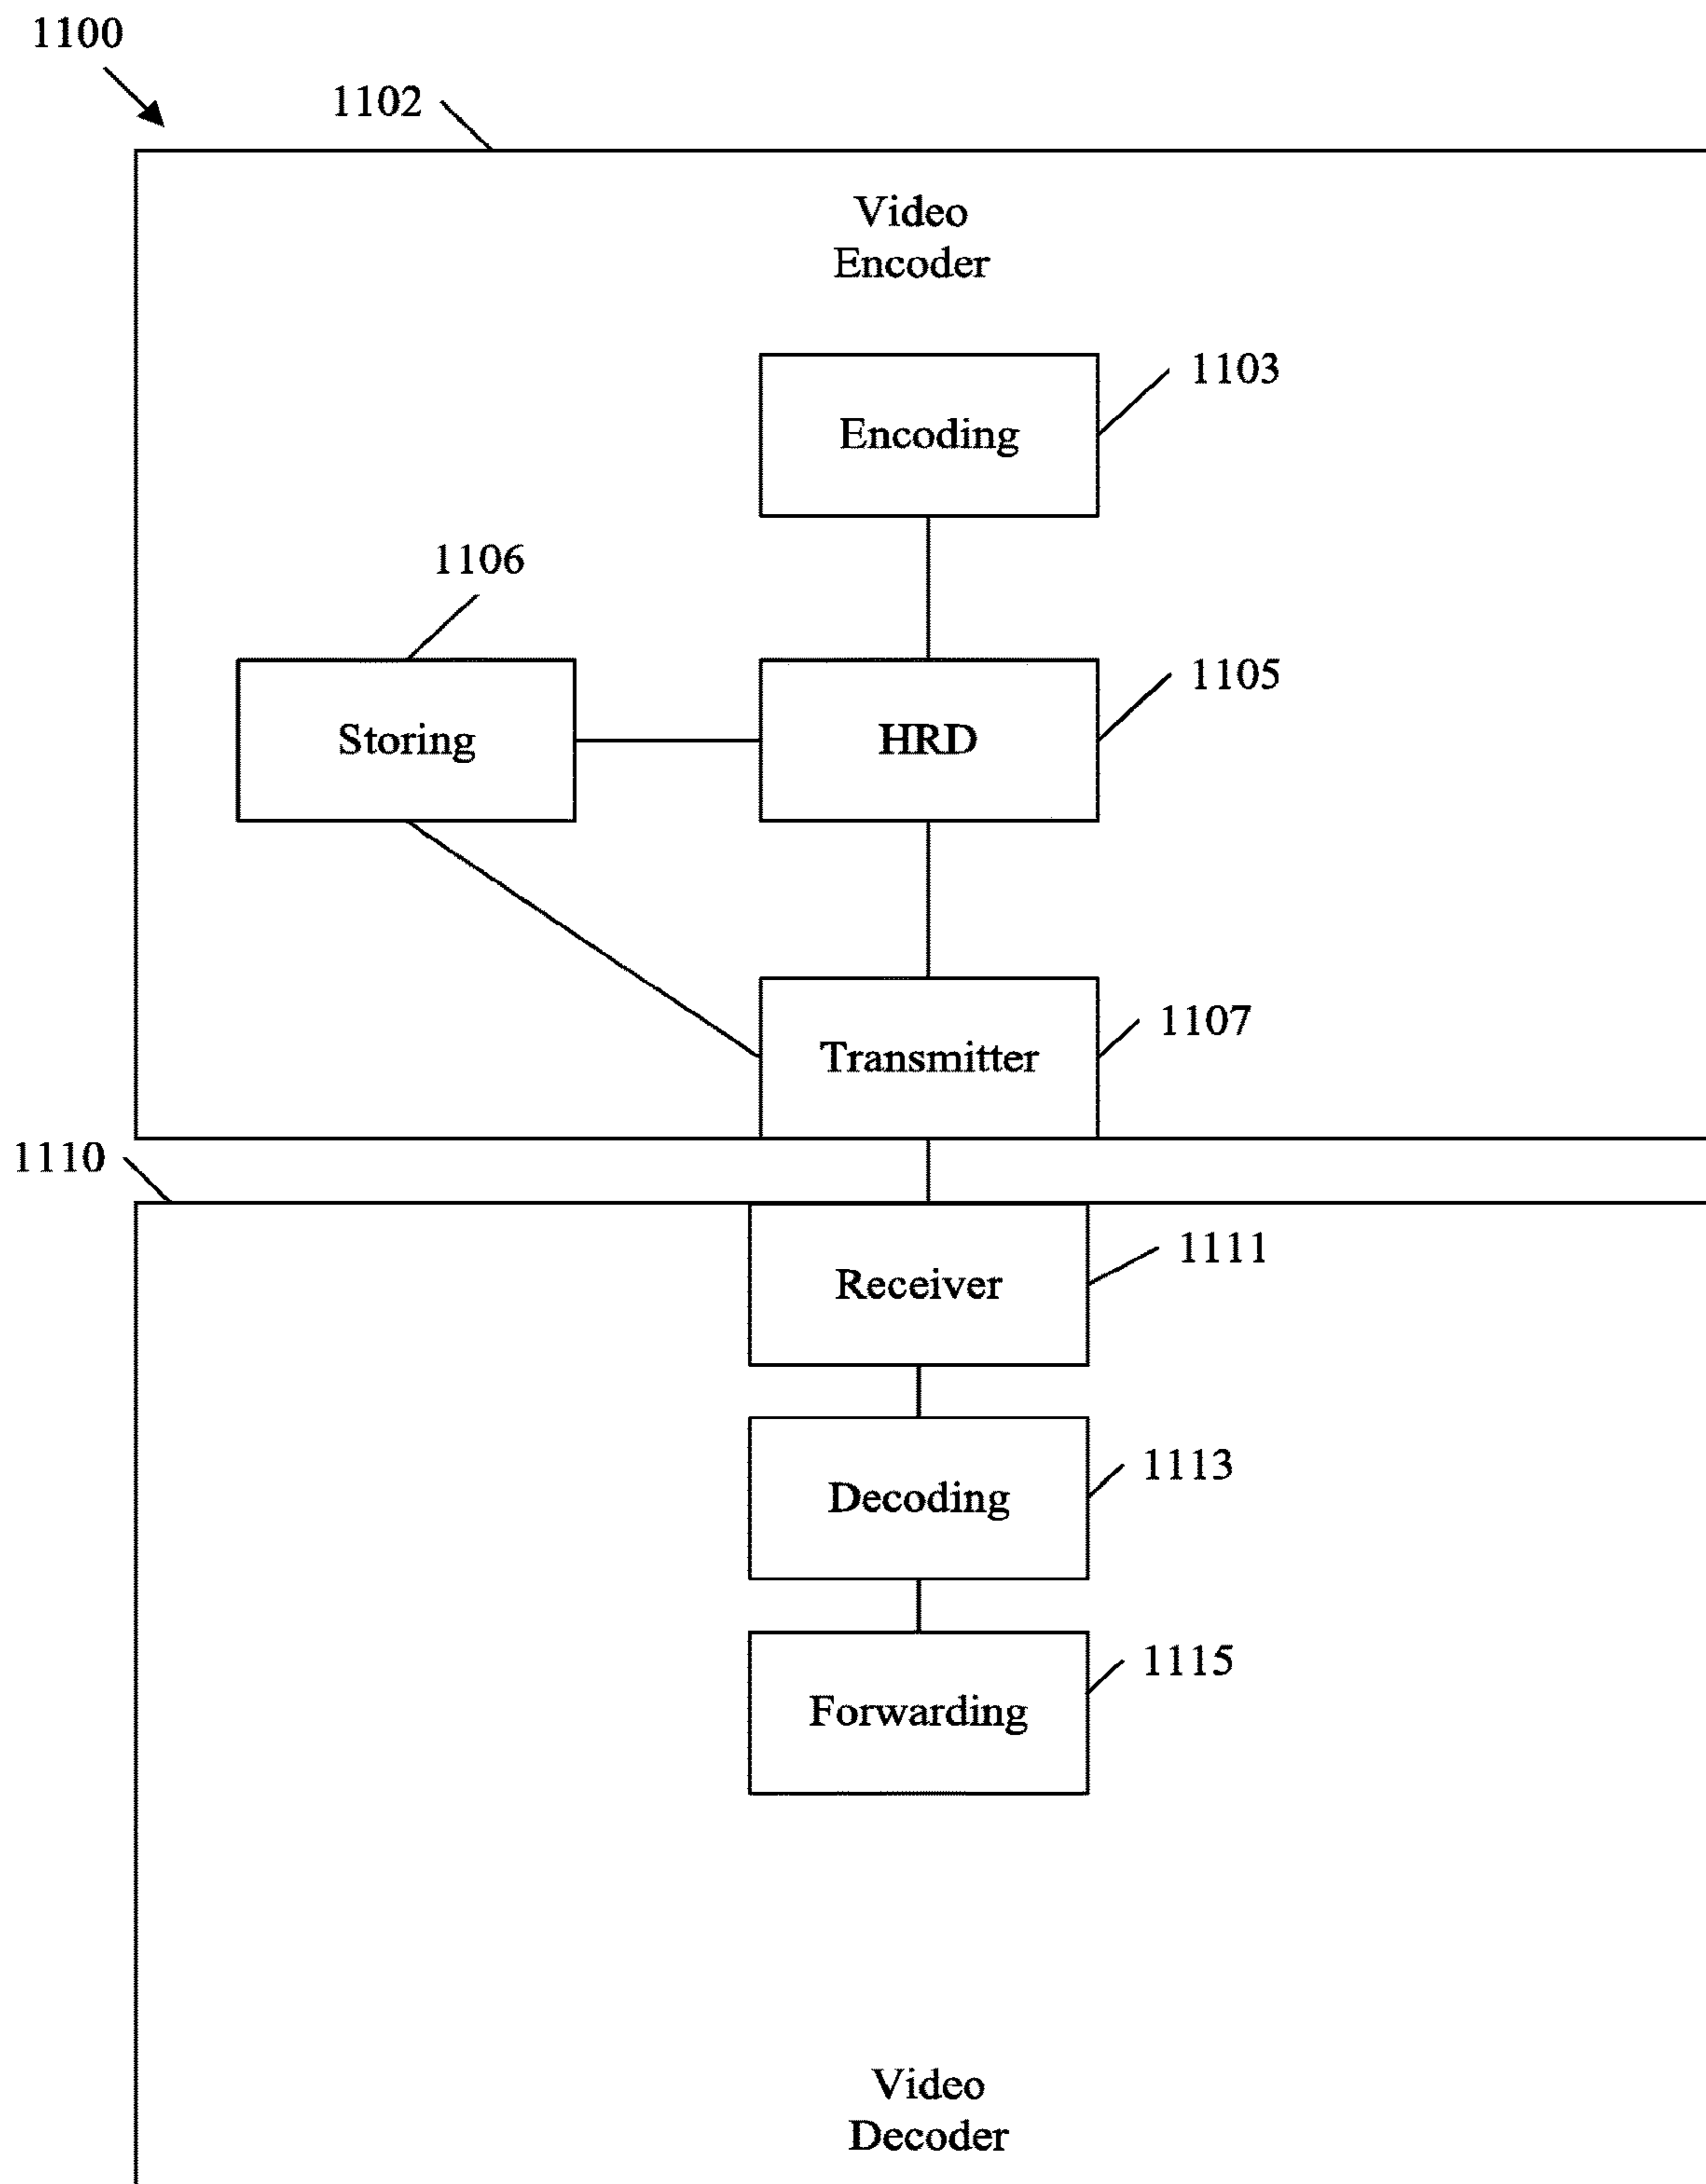 1100
1102
Video
Encoder
1103
Encoding
1106
1105
Storing
HRD
1107
Transmitter
1110
1111
Receiver
1113
Decoding
1115
Forwarding
Video
Decoder